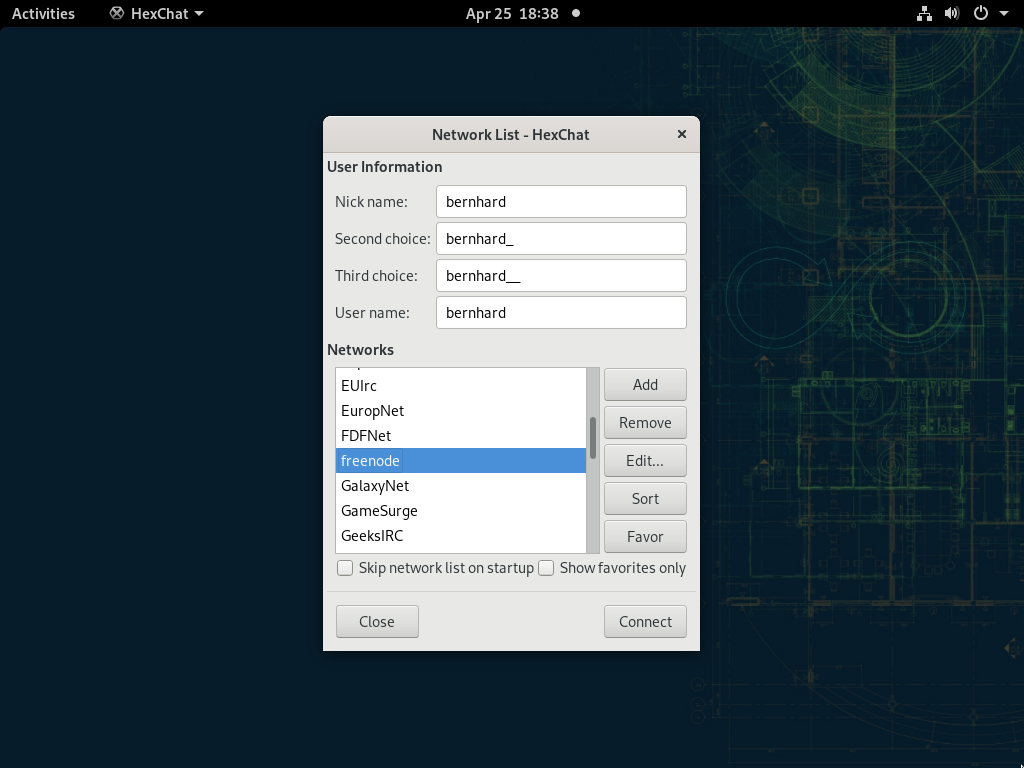 Activities HexChat Apr 25 18:38
Network List - HexChat
User Information
Nick name: bernhard
Second choice: bernhard_
Third choice: bernhard__
User name: bernhard
Networks
EUIrc
EuropNet
FDFNet
freenode
GalaxyNet
GameSurge
GeeksIRC
Add
Remove
Edit...
Sort
Favor
Skip network list on startup Show favorites only
Close Connect